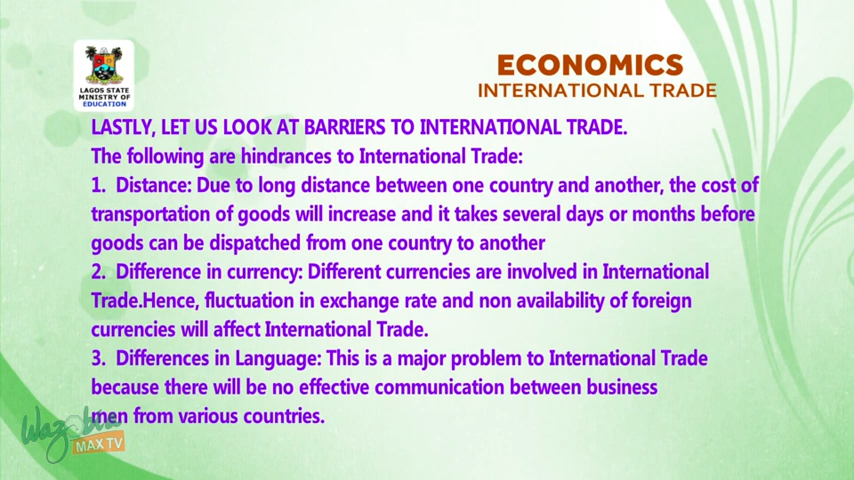 LAGOS STATE
MINISTRY OF
EDUCATION
ECONOMICS
INTERNATIONAL TRADE
LASTLY, LET US LOOK AT BARRIERS TO INTERNATIONAL TRADE.
The following are hindrances to International Trade:
1. Distance: Due to long distance between one country and another, the cost of
transportation of goods will increase and it takes several days or months before
goods can be dispatched from one country to another
2. Difference in currency: Different currencies are involved in International
Trade.Hence, fluctuation in exchange rate and non availability of foreign
currencies will affect International Trade.
3. Differences in Language: This is a major problem to International Trade
because there will be no effective communication between business
men from various countries.
Wazobia
MAX TV